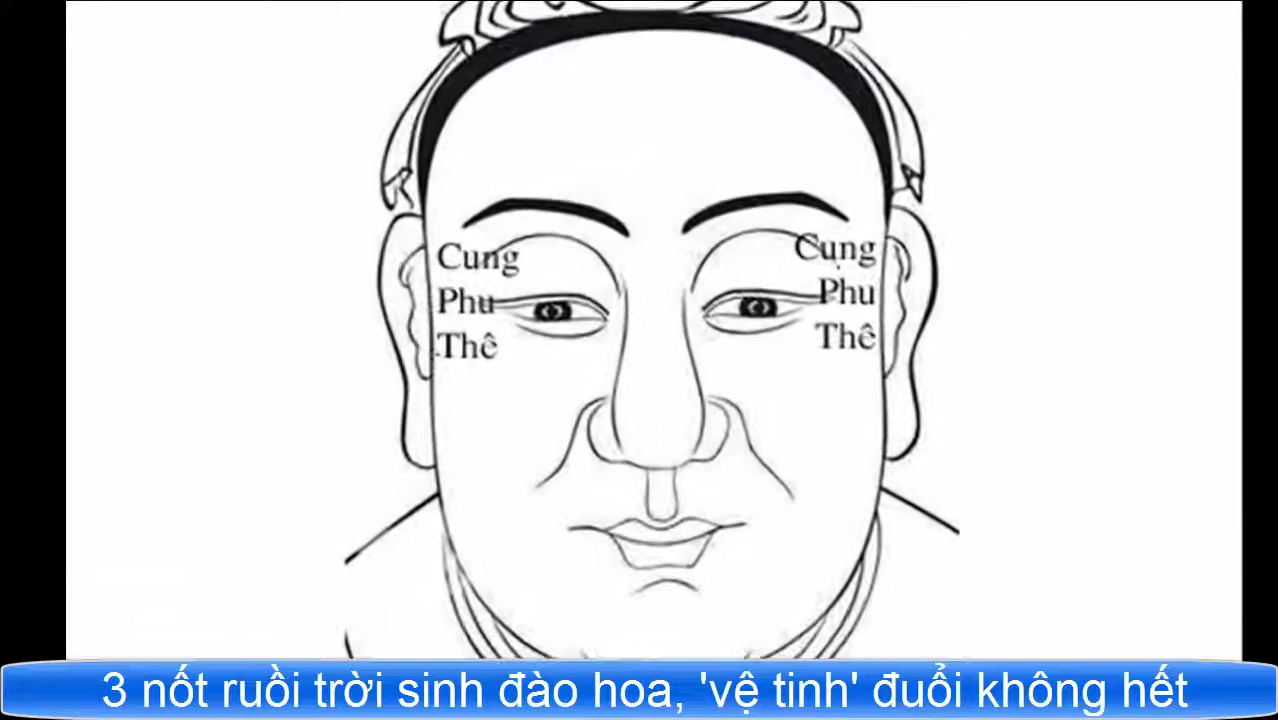 Cung
Phu
Thê
Cung
Phu
Thê
3 nốt ruồi trời sinh đào hoa, 'vệ tinh' đuổi không hết